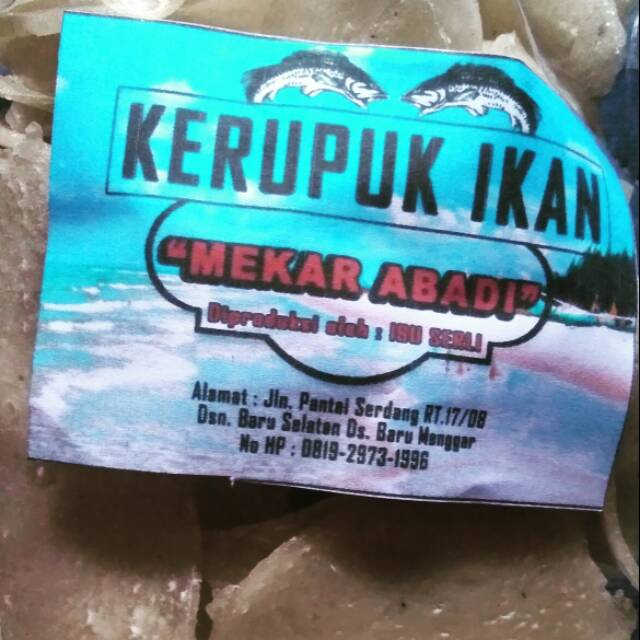 KERUPUK IKAN
"MEKAR ABADI"
Diproduksi oleh : IBU SERLI
Alamat : Jln. Pantai Serdang RT.17/08
Dsn. Baru Selatan Ds. Baru Manggar
No HP : 0819-2973-1996